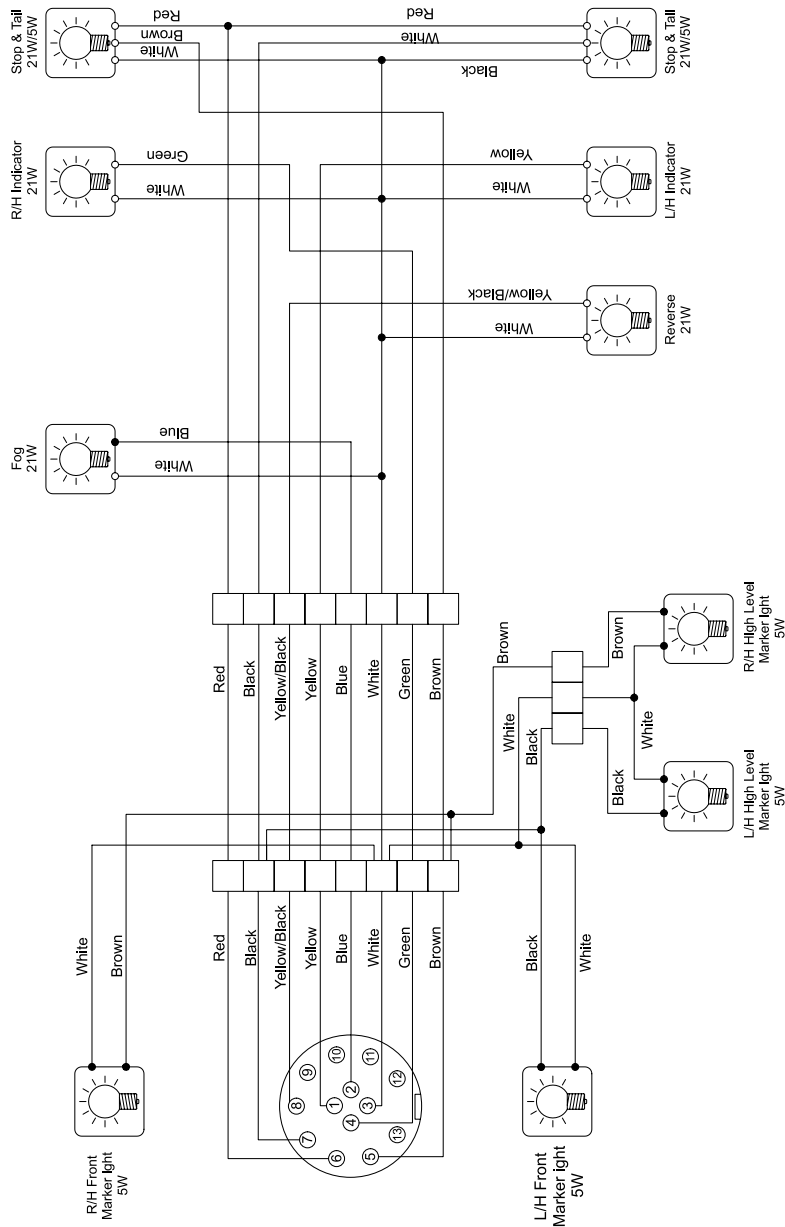 Stop & Tail
21W/5W
Red
Brown
White
Red
White
Black
Stop & Tail
21W/5W
R/H Indicator
21W
Green
White
Yellow
White
L/H Indicator
21W
Yellow/Black
White
Reverse
21W
Fog
21W
Blue
White
Red
Black
Yellow/Black
Yellow
Blue
White
Green
Brown
Brown
White
Black
Brown
White
Black
R/H HIgh Level
Marker lght
5W
L/H HIgh Level
Marker lght
5W
White
Brown
Red
Black
Yellow/Black
Yellow
Blue
White
Green
Brown
Black
White
R/H Front
Marker lght
5W
1
2
3
4
5
6
7
8
9
10
11
12
13
L/H Front
Marker ight
5W